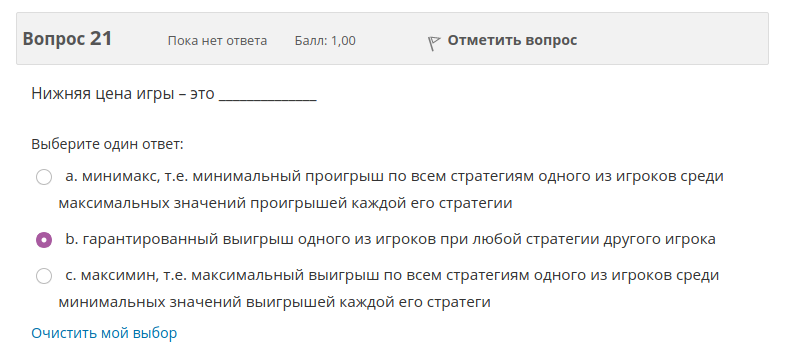 Вопрос 21 Пока нет ответа Балл: 1,00 Отметить вопрос
Нижняя цена игры – это ______________
Выберите один ответ:
a. минимакс, т.е. минимальный проигрыш по всем стратегиям одного из игроков среди
максимальных значений проигрышей каждой его стратегии
b. гарантированный выигрыш одного из игроков при любой стратегии другого игрока
c. максимин, т.е. максимальный выигрыш по всем стратегиям одного из игроков среди
минимальных значений выигрышей каждой его стратеги
Очистить мой выбор